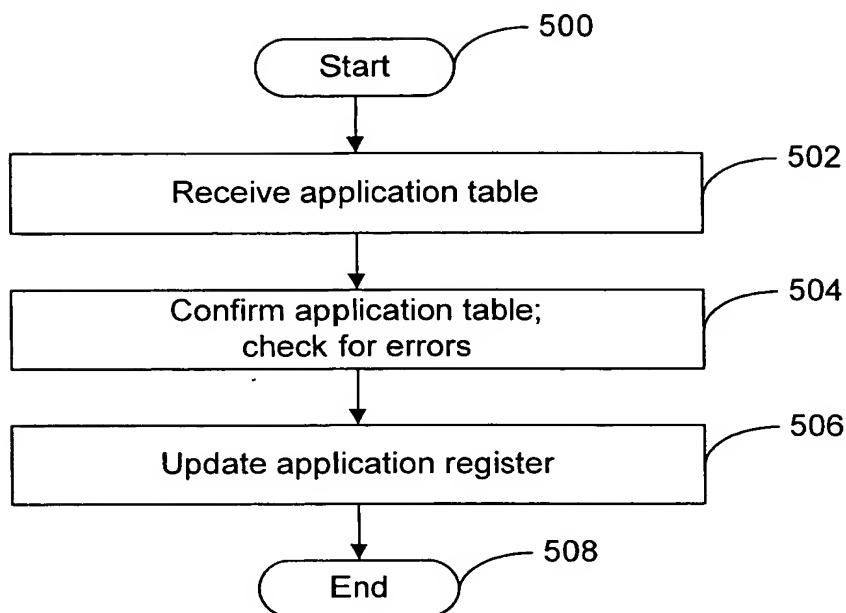 500
Start
502
Receive application table
504
Confirm application table;
check for errors
506
Update application register
508
End